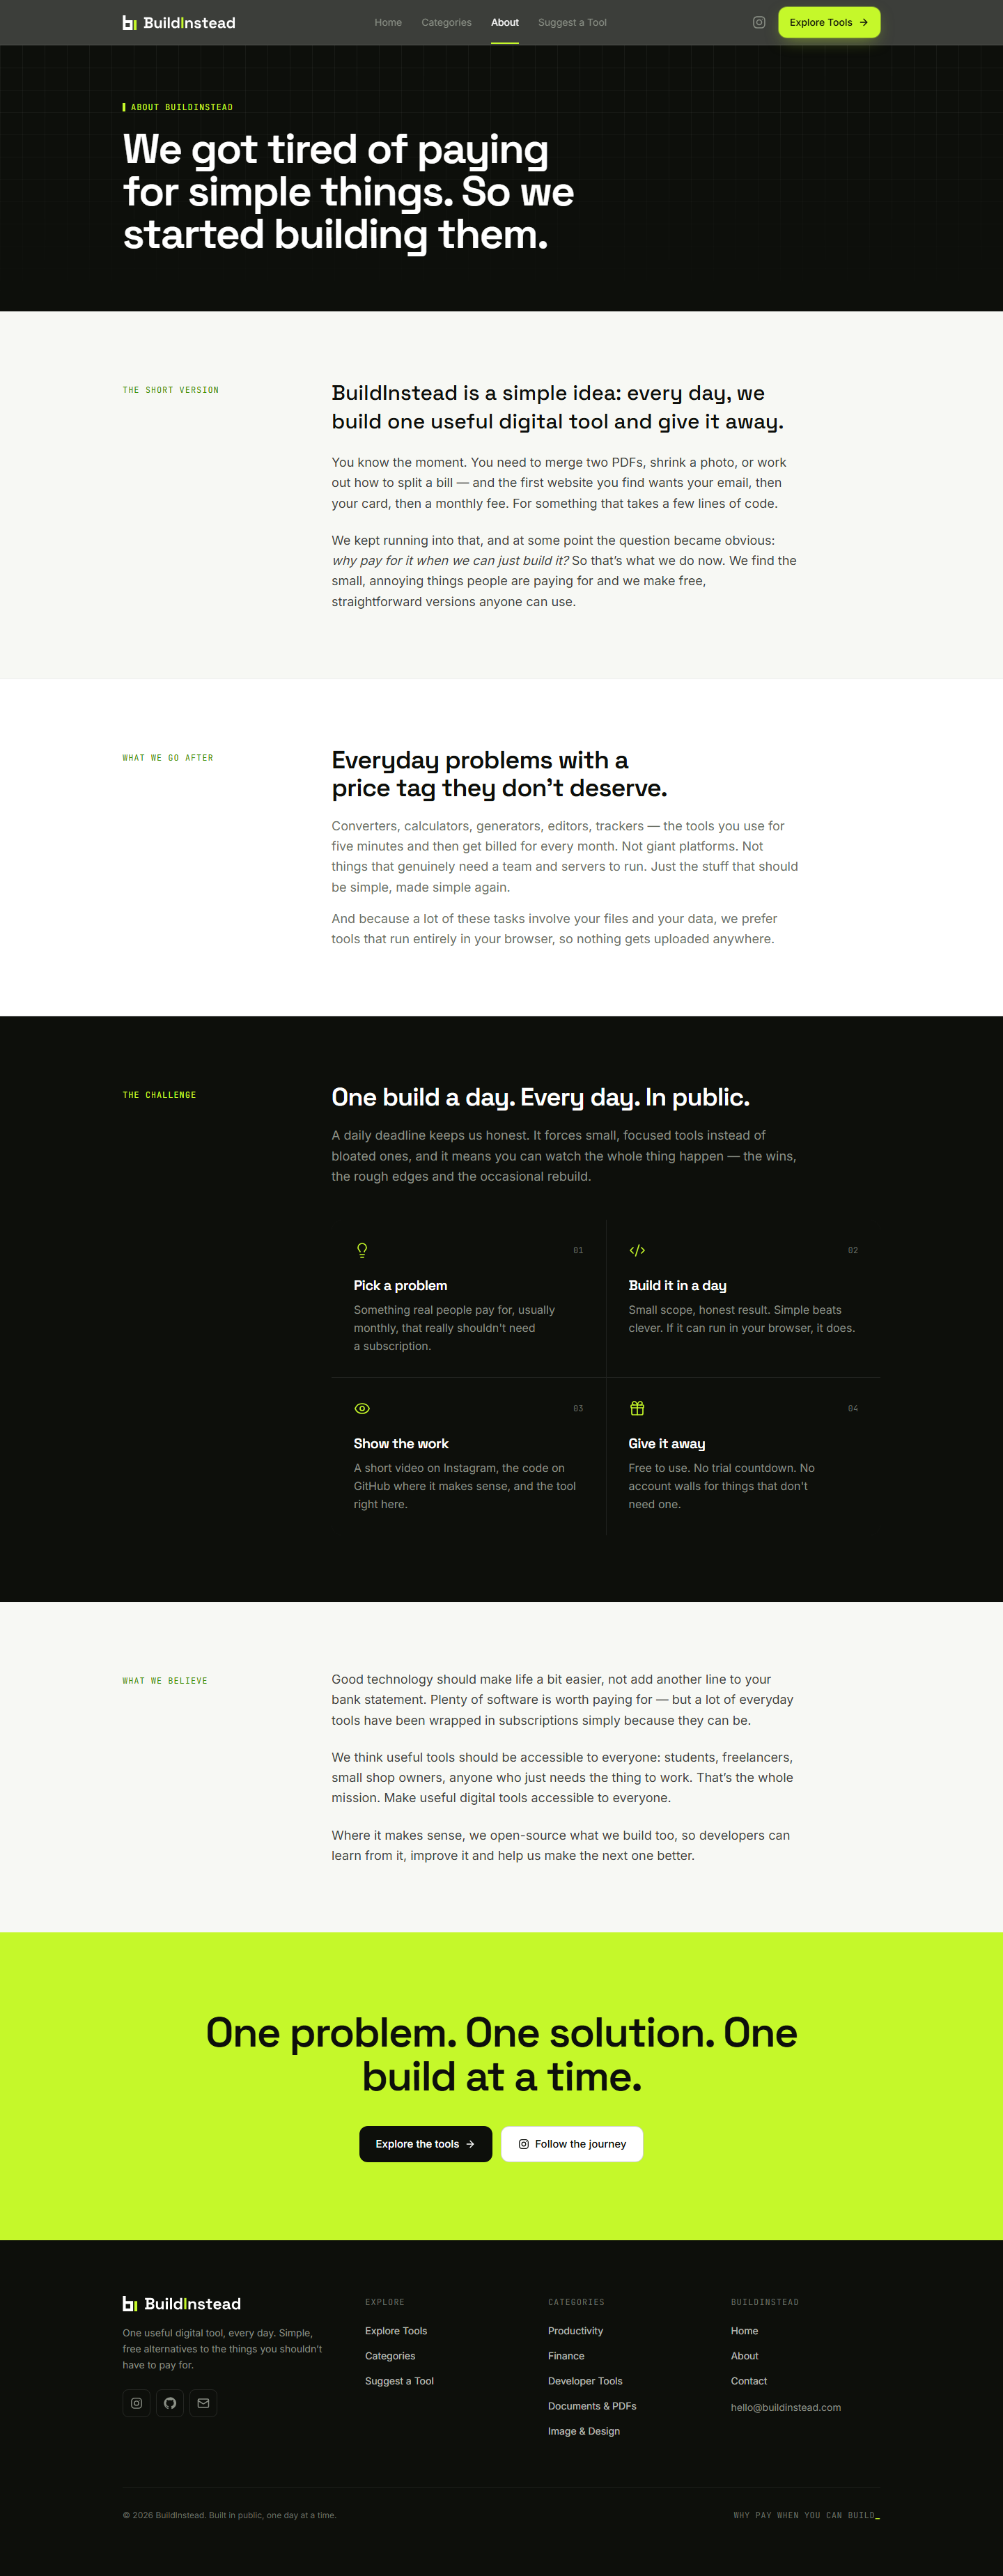 BuildInstead
Home Categories About Suggest a Tool
Explore Tools
ABOUT BUILDINSTEAD
We got tired of paying
for simple things. So we
started building them.
THE SHORT VERSION
BuildInstead is a simple idea: every day, we
build one useful digital tool and give it away.
You know the moment. You need to merge two PDFs, shrink a photo, or work
out how to split a bill — and the first website you find wants your email, then
your card, then a monthly fee. For something that takes a few lines of code.
We kept running into that, and at some point the question became obvious:
why pay for it when we can just build it? So that’s what we do now. We find the
small, annoying things people are paying for and we make free,
straightforward versions anyone can use.
WHAT WE GO AFTER
Everyday problems with a
price tag they don’t deserve.
Converters, calculators, generators, editors, trackers — the tools you use for
five minutes and then get billed for every month. Not giant platforms. Not
things that genuinely need a team and servers to run. Just the stuff that should
be simple, made simple again.
And because a lot of these tasks involve your files and your data, we prefer
tools that run entirely in your browser, so nothing gets uploaded anywhere.
THE CHALLENGE
One build a day. Every day. In public.
A daily deadline keeps us honest. It forces small, focused tools instead of
bloated ones, and it means you can watch the whole thing happen — the wins,
the rough edges and the occasional rebuild.
01
Pick a problem
Something real people pay for, usually
monthly, that really shouldn't need
a subscription.
02
Build it in a day
Small scope, honest result. Simple beats
clever. If it can run in your browser, it does.
03
Show the work
A short video on Instagram, the code on
GitHub where it makes sense, and the tool
right here.
04
Give it away
Free to use. No trial countdown. No
account walls for things that don't
need one.
WHAT WE BELIEVE
Good technology should make life a bit easier, not add another line to your
bank statement. Plenty of software is worth paying for — but a lot of everyday
tools have been wrapped in subscriptions simply because they can be.
We think useful tools should be accessible to everyone: students, freelancers,
small shop owners, anyone who just needs the thing to work. That’s the whole
mission. Make useful digital tools accessible to everyone.
Where it makes sense, we open-source what we build too, so developers can
learn from it, improve it and help us make the next one better.
One problem. One solution. One
build at a time.
Explore the tools
Follow the journey
BuildInstead
One useful digital tool, every day. Simple,
free alternatives to the things you shouldn't
have to pay for.
EXPLORE
Explore Tools
Categories
Suggest a Tool
CATEGORIES
Productivity
Finance
Developer Tools
Documents & PDFs
Image & Design
BUILDINSTEAD
Home
About
Contact
hello@buildinstead.com
© 2026 BuildInstead. Built in public, one day at a time.
WHY PAY WHEN YOU CAN BUILD_